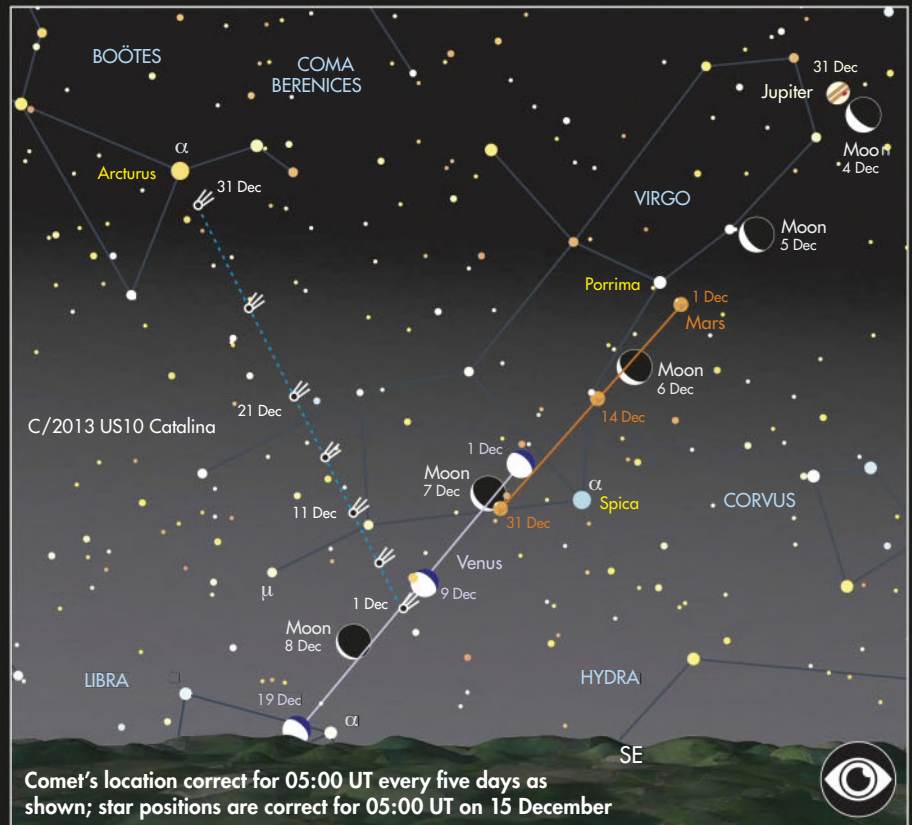 BOÖTES
COMA
BERENICES
31 Dec
Jupiter
Moon
4 Dec
α
Arcturus
31 Dec
VIRGO
Moon
5 Dec
Porrima
1 Dec
Mars
Moon
6 Dec
21 Dec
14 Dec
C/2013 US10 Catalina
1 Dec
Moon
7 Dec
α
Spica
CORVUS
11 Dec
31 Dec
Venus
μ
9 Dec
1 Dec
Moon
8 Dec
LIBRA
HYDRA
19 Dec
α
SE
Comet's location correct for 05:00 UT every five days as
shown; star positions are correct for 05:00 UT on 15 December